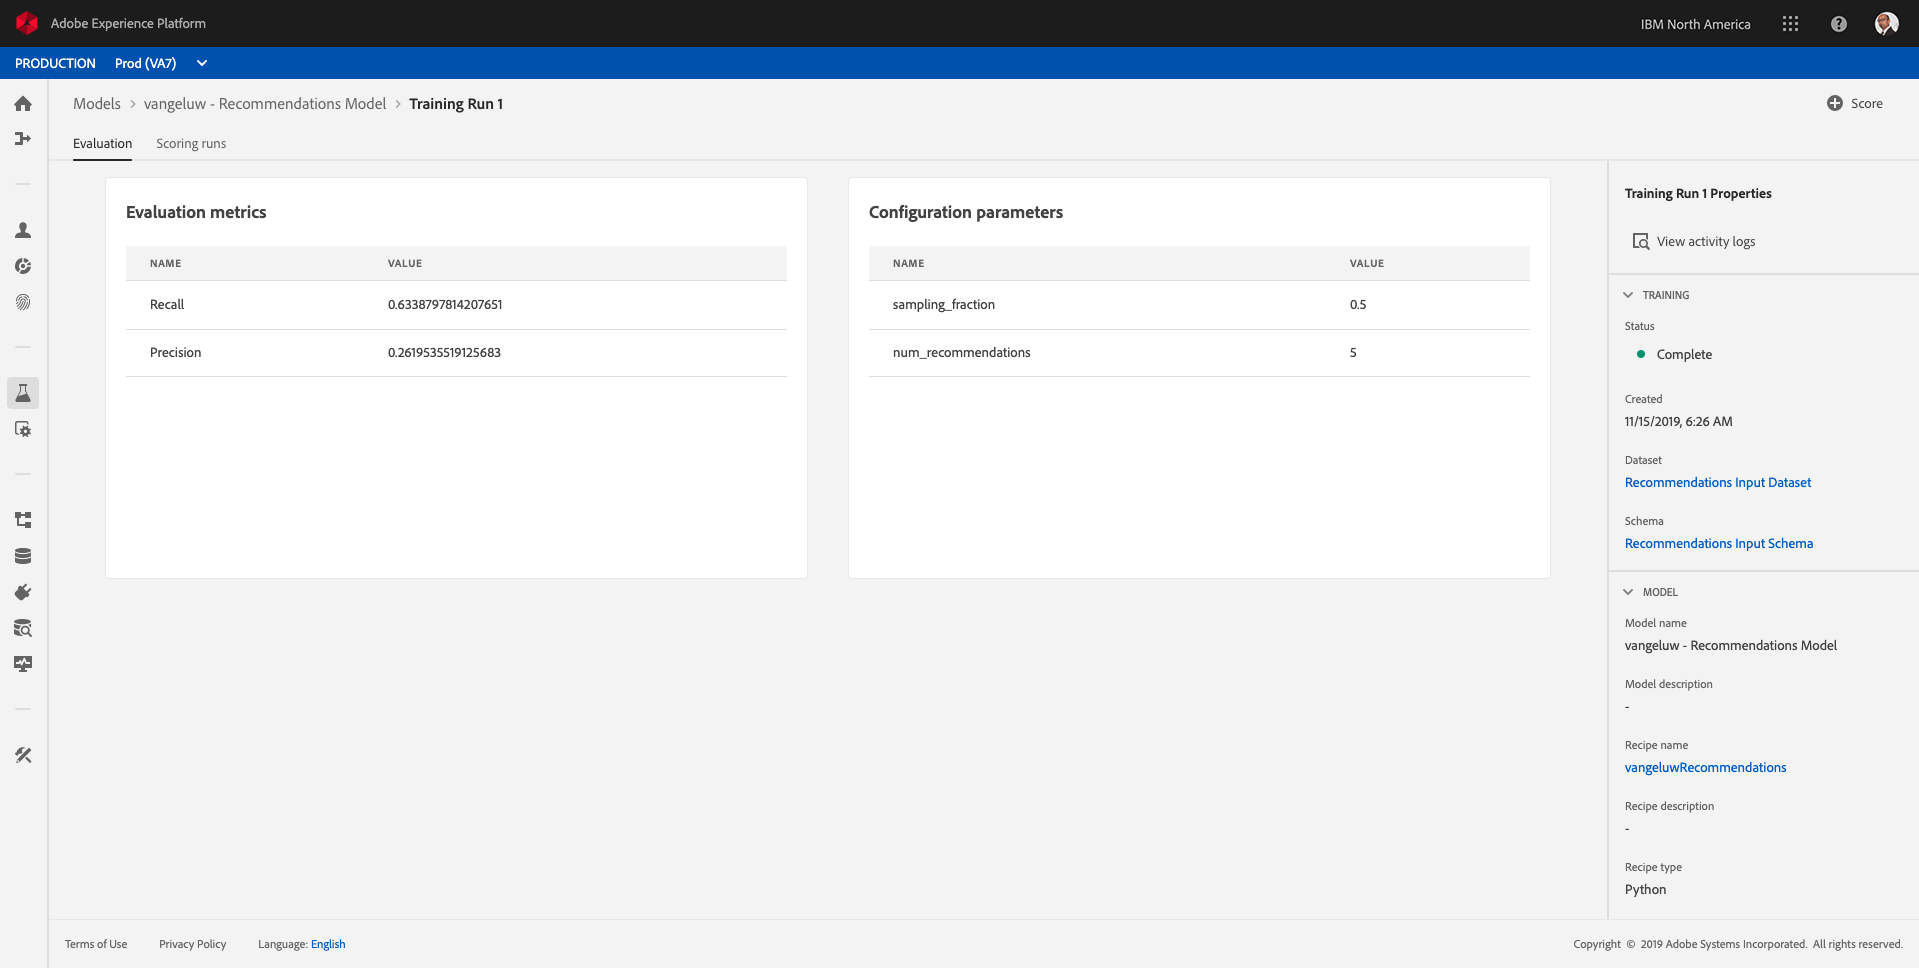 Adobe Experience Platform
IBM North America
PRODUCTION Prod (VA7)
Models > vangeluw - Recommendations Model > Training Run 1
Score
Evaluation Scoring runs
Evaluation metrics
NAME VALUE
Recall 0.6338797814207651
Precision 0.2619535519125683
Configuration parameters
NAME VALUE
sampling_fraction 0.5
num_recommendations 5
Training Run 1 Properties
View activity logs
TRAINING
Status
Complete
Created
11/15/2019, 6:26 AM
Dataset
Recommendations Input Dataset
Schema
Recommendations Input Schema
MODEL
Model name
vangeluw - Recommendations Model
Model description
-
Recipe name
vangeluwRecommendations
Recipe description
-
Recipe type
Python
Terms of Use Privacy Policy Language: English
Copyright © 2019 Adobe Systems Incorporated. All rights reserved.